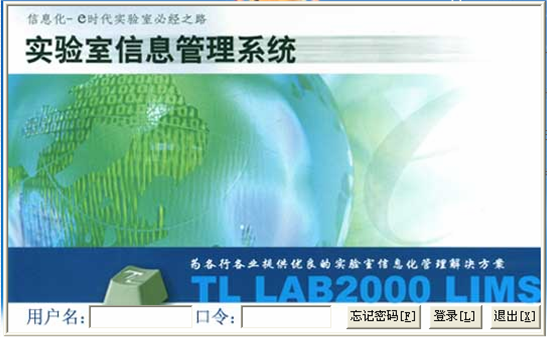 信息化-e时代实验室必经之路
实验室信息管理系统
为各行各业提供优良的实验室信息化管理解决方案
TL
TL LAB2000 LIMS
用户名: 口令: 忘记密码[F] 登录[L] 退出[X]